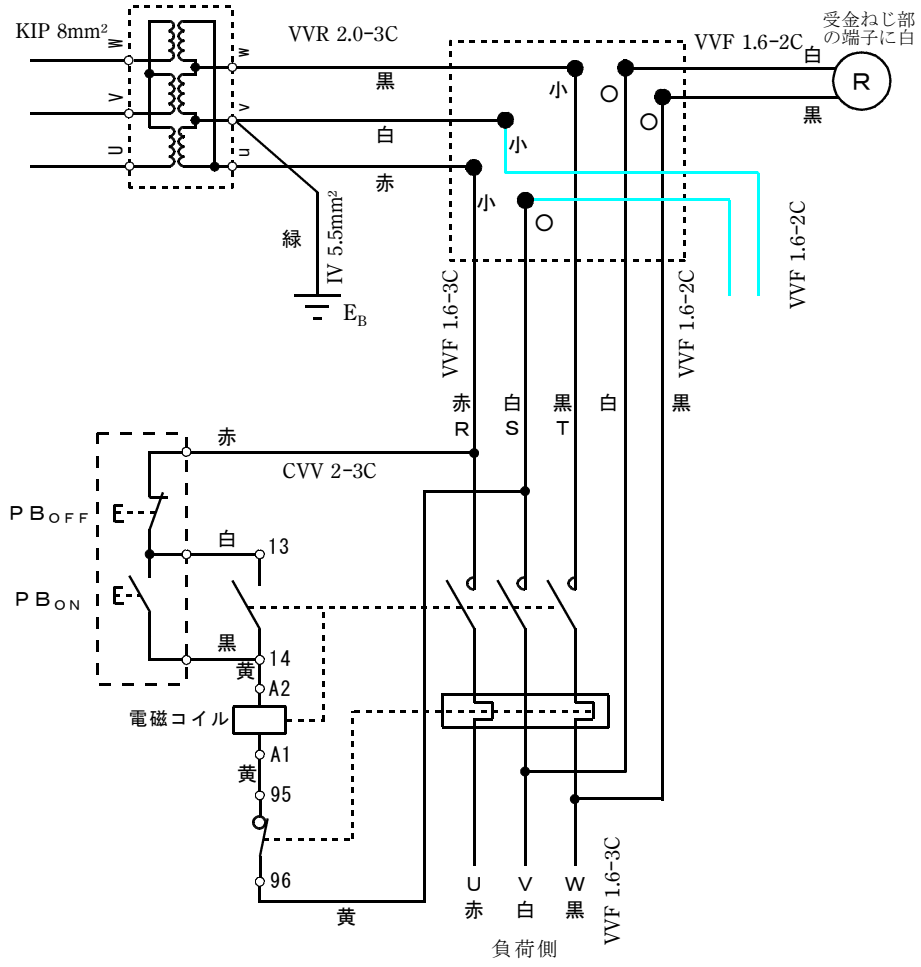 KIP 8mm²
VVR 2.0-3C
VVF 1.6-2C
受金ねじ部
の端子に白
W
V
U
w
v
u
黒
白
赤
小
小
小
○
○
○
白
黒
R
緑
IV 5.5mm²
EB
VVF 1.6-3C
VVF 1.6-2C
VVF 1.6-2C
赤
白
黒
白
黒
R
S
T
赤
CVV 2-3C
PBOFF
白
13
PBON
黒
黄
14
A2
電磁コイル
A1
黄
95
96
黄
U
V
W
赤
白
黒
VVF 1.6-3C
負荷側